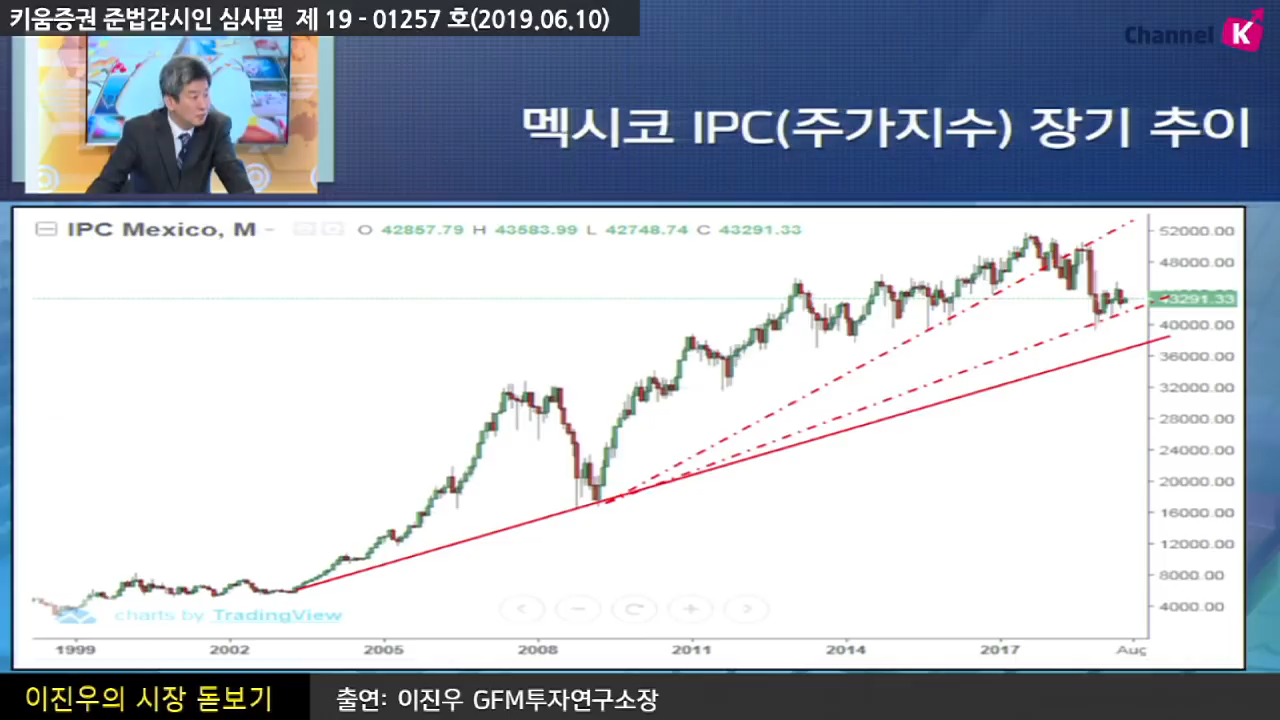 키움증권 준법감시인 심사필 제 19 - 01257 호(2019.06.10)
Channel K
멕시코 IPC(주가지수) 장기 추이
IPC Mexico, M
O 42857.79 H 43583.99 L 42748.74 C 43291.33
52000.00
48000.00
43291.33
40000.00
36000.00
32000.00
28000.00
24000.00
20000.00
16000.00
12000.00
8000.00
4000.00
charts by TradingView
1999 2002 2005 2008 2011 2014 2017 Aug
이진우의 시장 돋보기
출연: 이진우 GFM투자연구소장